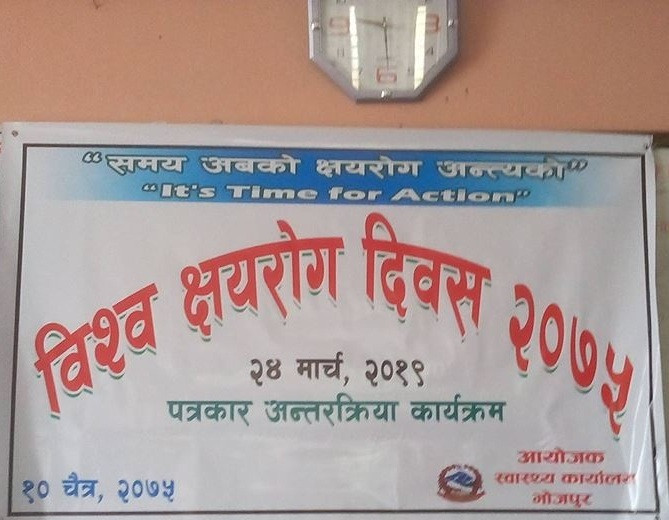 “समय अबको क्षयरोग अन्त्यको”
“It's Time for Action”
विश्व क्षयरोग दिवस २०७५
२४ मार्च, २०१९
पत्रकार अन्तरक्रिया कार्यक्रम
१० चैत्र, २०७५
आयोजक
स्वास्थ्य कार्यालय
भोजपुर